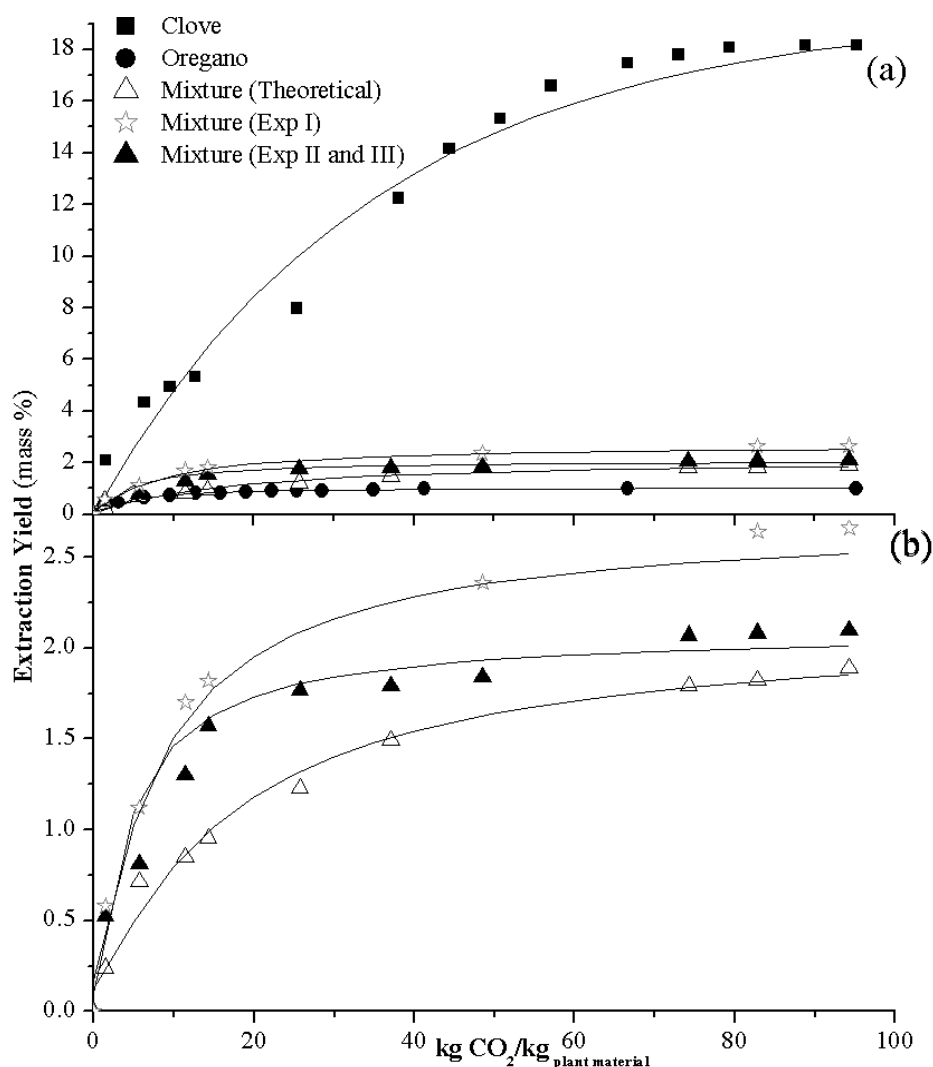 Clove
Oregano
Mixture (Theoretical)
Mixture (Exp I)
Mixture (Exp II and III)
(a)
18
16
14
12
10
8
6
4
2
0
(b)
2.5
2.0
1.5
1.0
0.5
0.0
Extraction Yield (mass %)
0 20 40 60 80 100
kg CO2/kg plant material